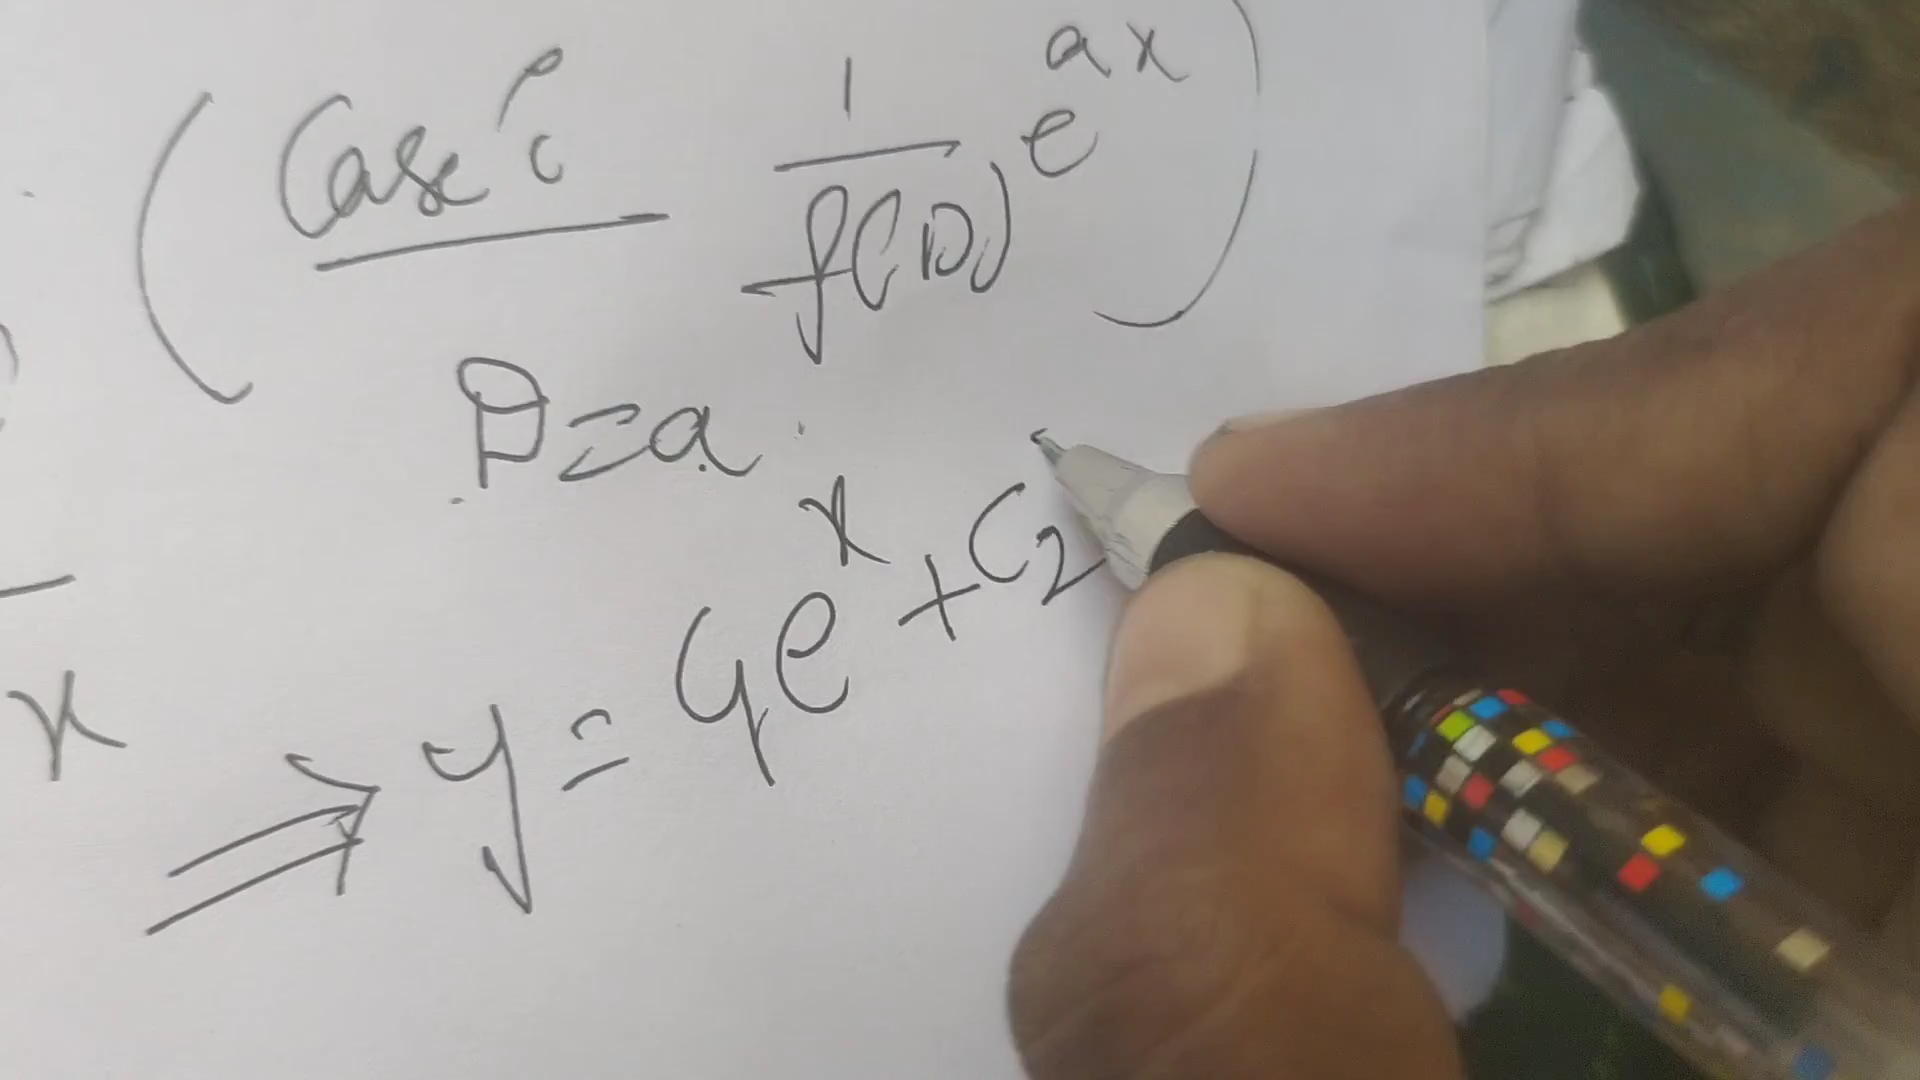 (Case i 1/f(D) e^ax)
D=a
x
⇒ y = C1e^x + C2